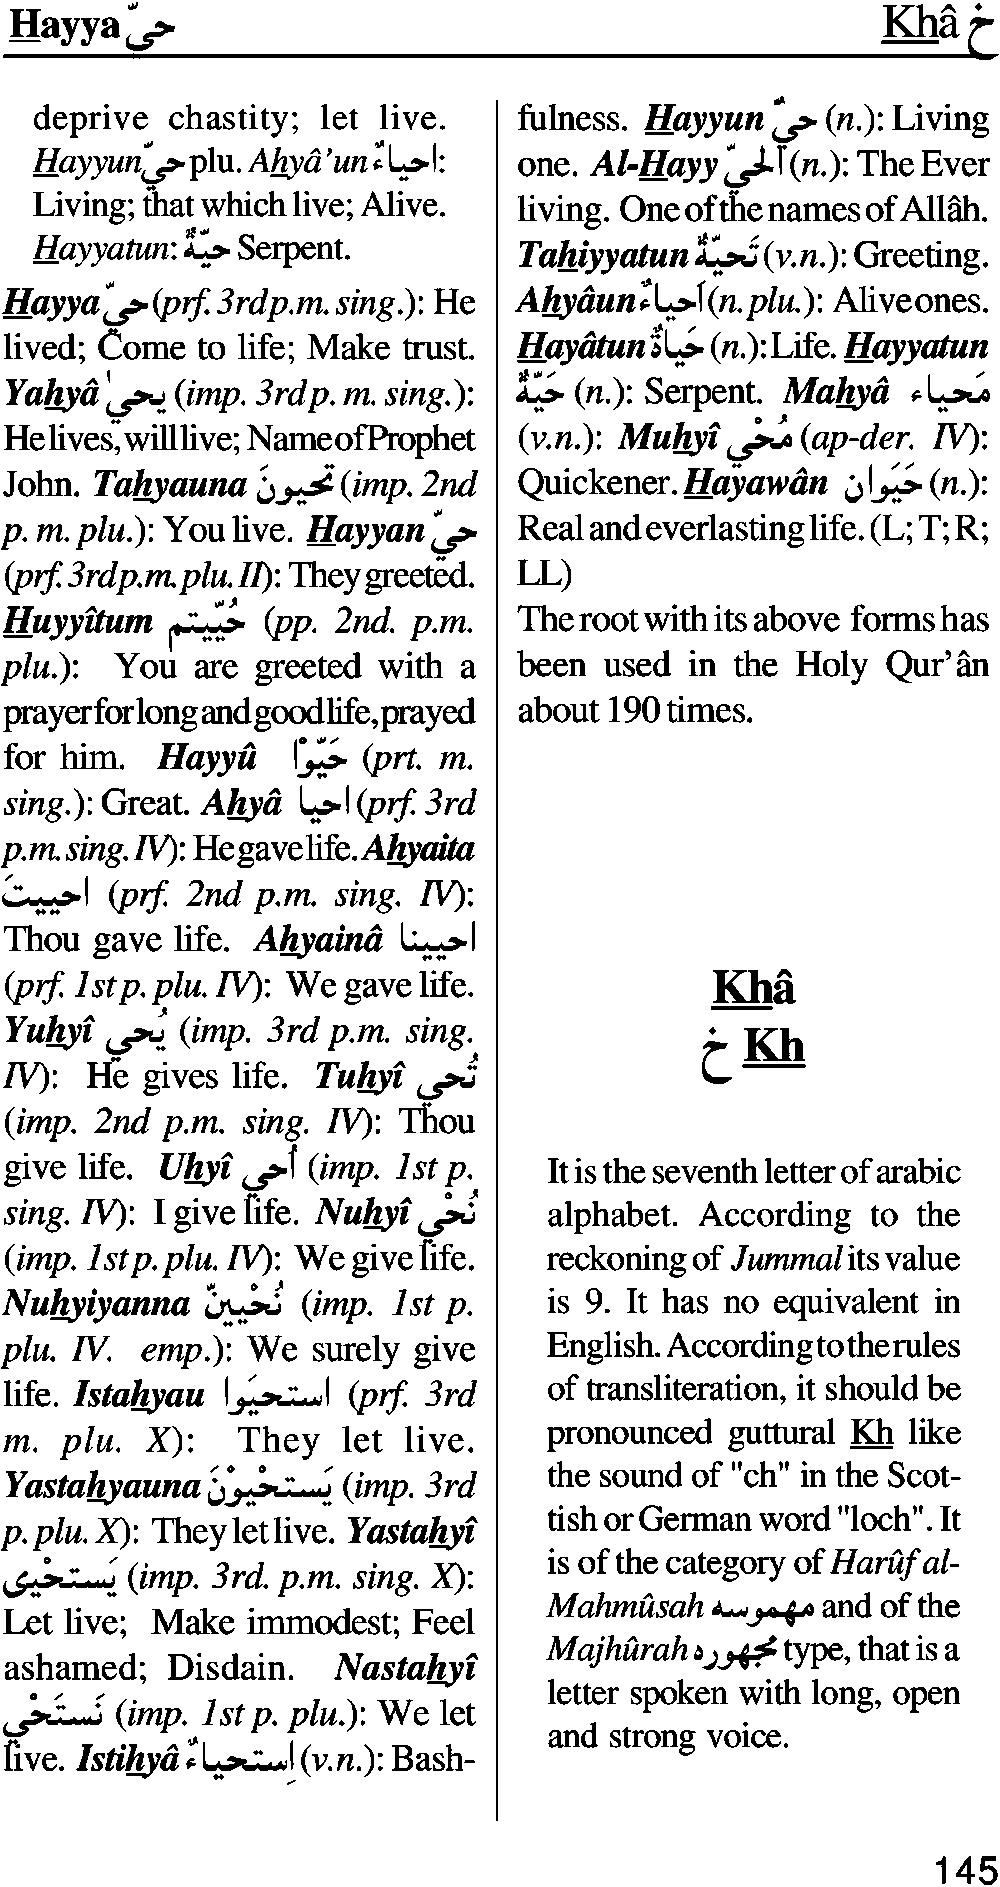 Hayya حيّ
Khâ خ
deprive chastity; let live.
Hayyun حيّ plu. Ahyâ'un احياءٌ:
Living; that which live; Alive.
Hayyatun: حيّةٌ Serpent.
Hayya حيّ (prf. 3rd p.m. sing.): He
lived; Come to life; Make trust.
Yahyâ يحيٰ (imp. 3rd p. m. sing.):
He lives, will live; Name of Prophet
John. Tahyauna تحيونَ (imp. 2nd
p. m. plu.): You live. Hayyan حيّ
(prf. 3rd p.m. plu. II): They greeted.
Huyyîtum حُيّيتم (pp. 2nd. p.m.
plu.): You are greeted with a
prayer for long and good life, prayed
for him. Hayyû حَيّوْا (prt. m.
sing.): Great. Ahyâ احيا (prf. 3rd
p.m. sing. IV): He gave life. Ahyaita
احييتَ (prf. 2nd p.m. sing. IV):
Thou gave life. Ahyainâ احيينا
(prf. 1st p. plu. IV): We gave life.
Yuhyî يُحي (imp. 3rd p.m. sing.
IV): He gives life. Tuhyî تُحي
(imp. 2nd p.m. sing. IV): Thou
give life. Uhyî اُحي (imp. 1st p.
sing. IV): I give life. Nuhyî نُحْي
(imp. 1st p. plu. IV): We give life.
Nuhyiyanna نُحْيينّ (imp. 1st p.
plu. IV. emp.): We surely give
life. Istahyau استحيَوا (prf. 3rd
m. plu. X): They let live.
Yastahyauna يَستحْيوْنَ (imp. 3rd
p. plu. X): They let live. Yastahyî
يَستحْيى (imp. 3rd. p.m. sing. X):
Let live; Make immodest; Feel
ashamed; Disdain. Nastahyî
نَستَحْي (imp. 1st p. plu.): We let
live. Istihyâ اِستحياءٌ (v.n.): Bash-
fulness. Hayyun حيّ (n.): Living
one. Al-Hayy اَلحيّ (n.): The Ever
living. One of the names of Allâh.
Tahiyyatun تَحيّةٌ (v.n.): Greeting.
Ahyâun اَحياءٌ (n. plu.): Alive ones.
Hayâtun حَياةٌ (n.): Life. Hayyatun
حَيّةٌ (n.): Serpent. Mahyâ مَحياء
(v.n.): Muhyî مُحْي (ap-der. IV):
Quickener. Hayawân حَيَوان (n.):
Real and everlasting life. (L; T; R;
LL)
The root with its above forms has
been used in the Holy Qur'ân
about 190 times.
Khâ
خ Kh
It is the seventh letter of arabic
alphabet. According to the
reckoning of Jummal its value
is 9. It has no equivalent in
English. According to the rules
of transliteration, it should be
pronounced guttural Kh like
the sound of "ch" in the Scot-
tish or German word "loch". It
is of the category of Harûf al-
Mahmûsah مهموسه and of the
Majhûrah مجهوره type, that is a
letter spoken with long, open
and strong voice.
145